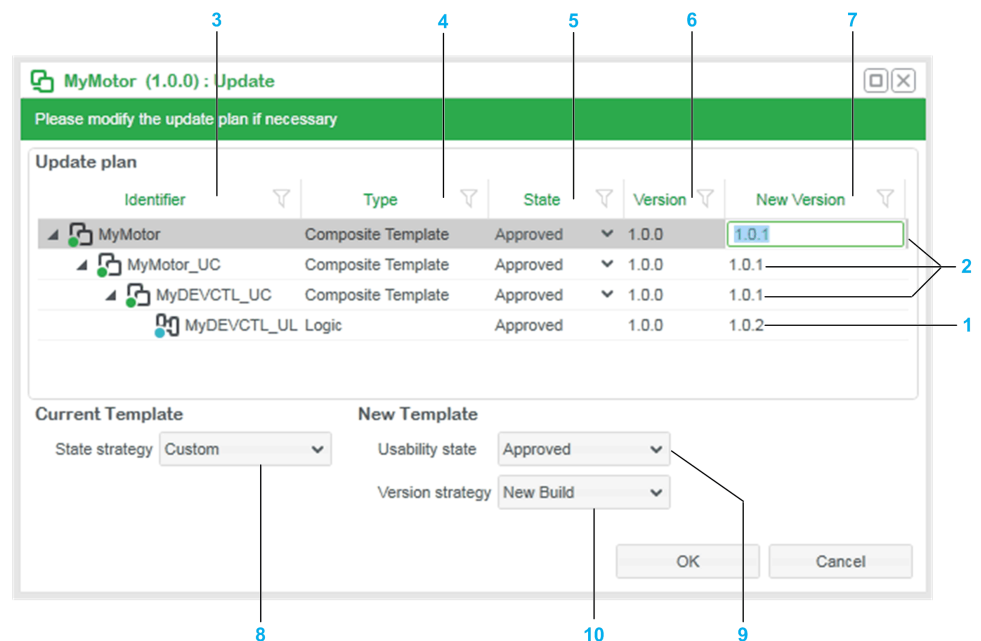 3 4 5 6 7
MyMotor (1.0.0) : Update
Please modify the update plan if necessary
Update plan
Identifier Type State Version New Version
MyMotor Composite Template Approved 1.0.0 1.0.1
MyMotor_UC Composite Template Approved 1.0.0 1.0.1
2
MyDEVCTL_UC Composite Template Approved 1.0.0 1.0.1
MyDEVCTL_UL Logic Approved 1.0.0 1.0.2 1
Current Template New Template
State strategy Custom Usability state Approved
Version strategy New Build
OK Cancel
8 10 9